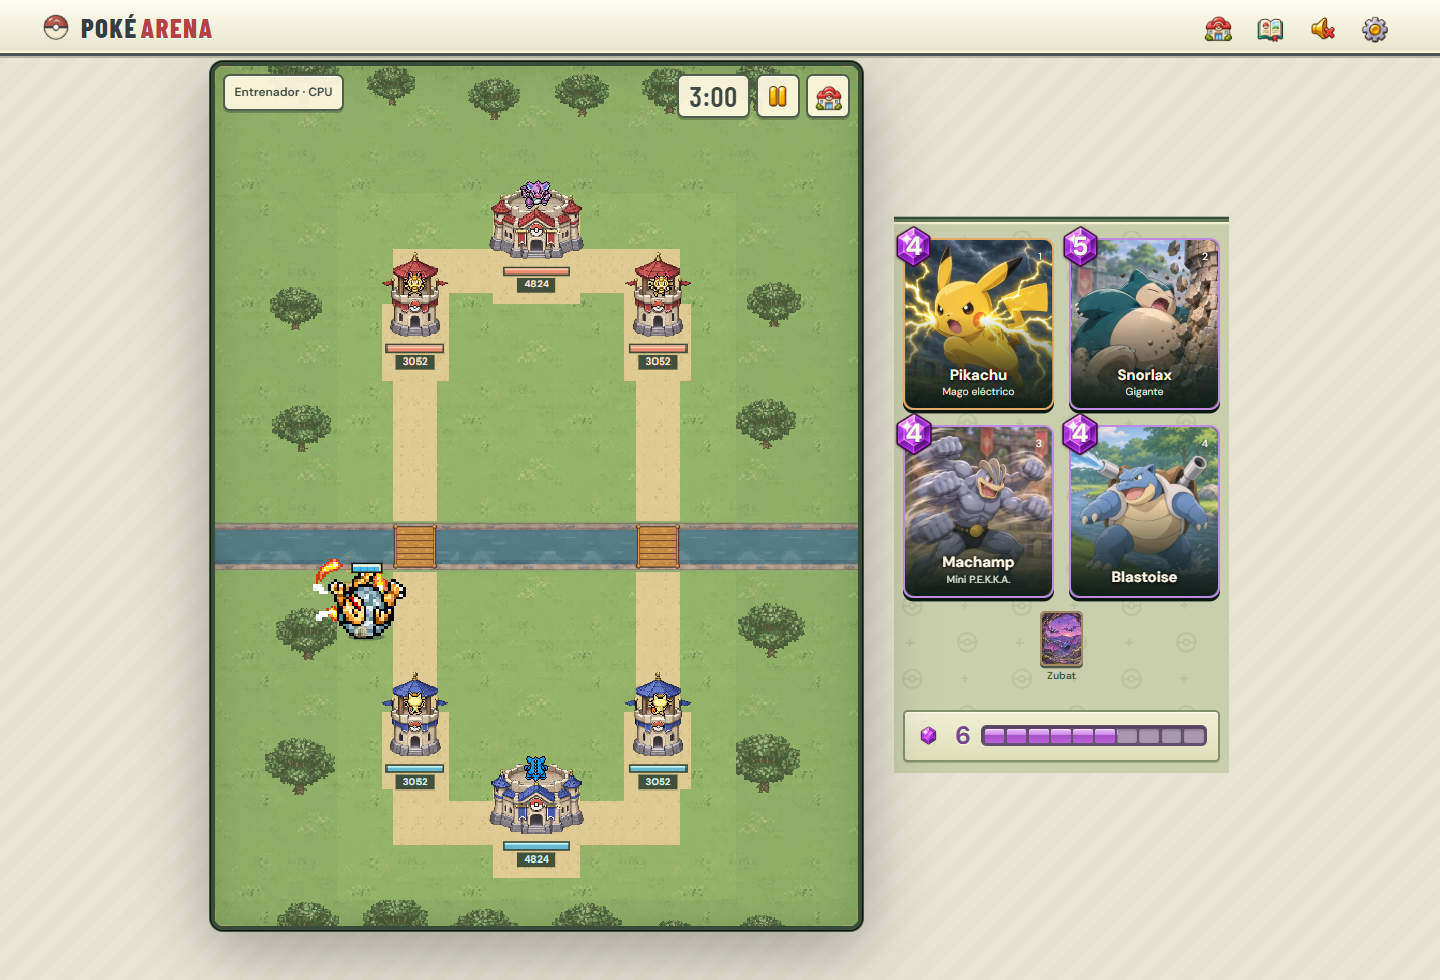 POKÉ ARENA
Entrenador · CPU
3:00
4824
3052
3052
3052
3052
4824
4
1
Pikachu
Mago eléctrico
5
2
Snorlax
Gigante
4
3
Machamp
Mini P.E.K.K.A.
4
4
Blastoise
Zubat
6